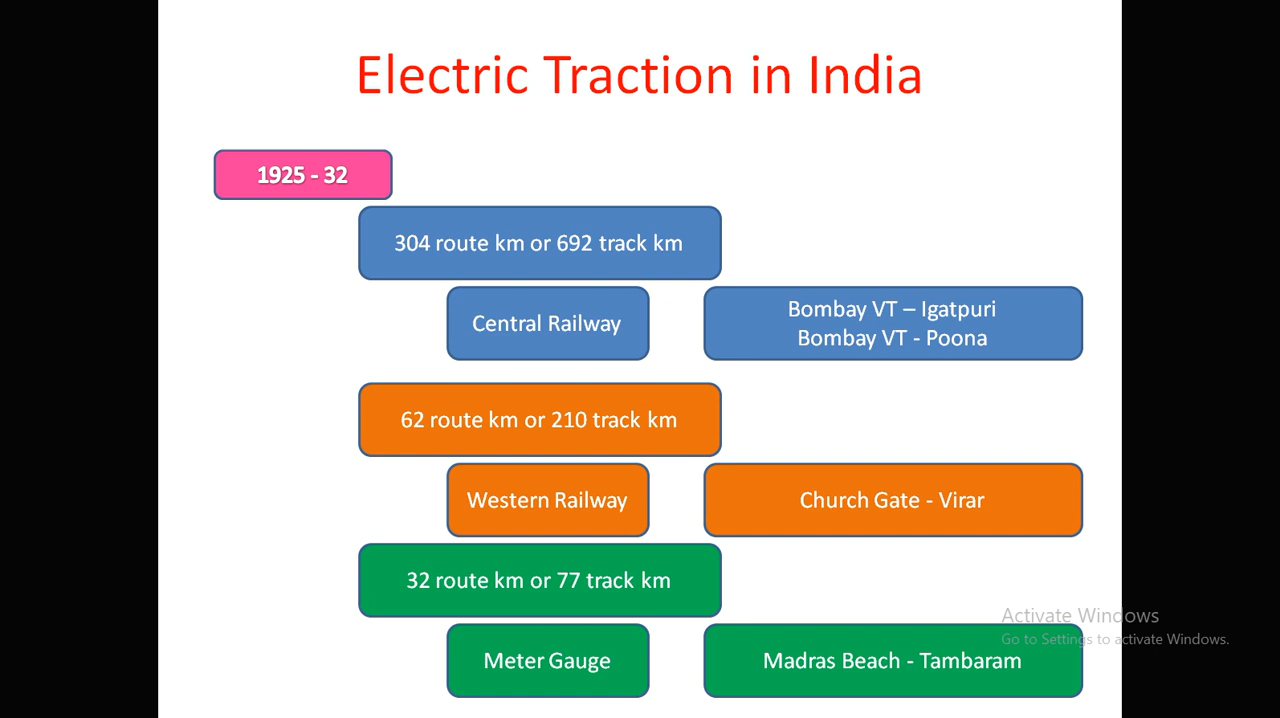 Electric Traction in India
1925 - 32
304 route km or 692 track km
Central Railway
Bombay VT – Igatpuri
Bombay VT - Poona
62 route km or 210 track km
Western Railway
Church Gate - Virar
32 route km or 77 track km
Meter Gauge
Madras Beach - Tambaram
Activate Windows
Go to Settings to activate Windows.